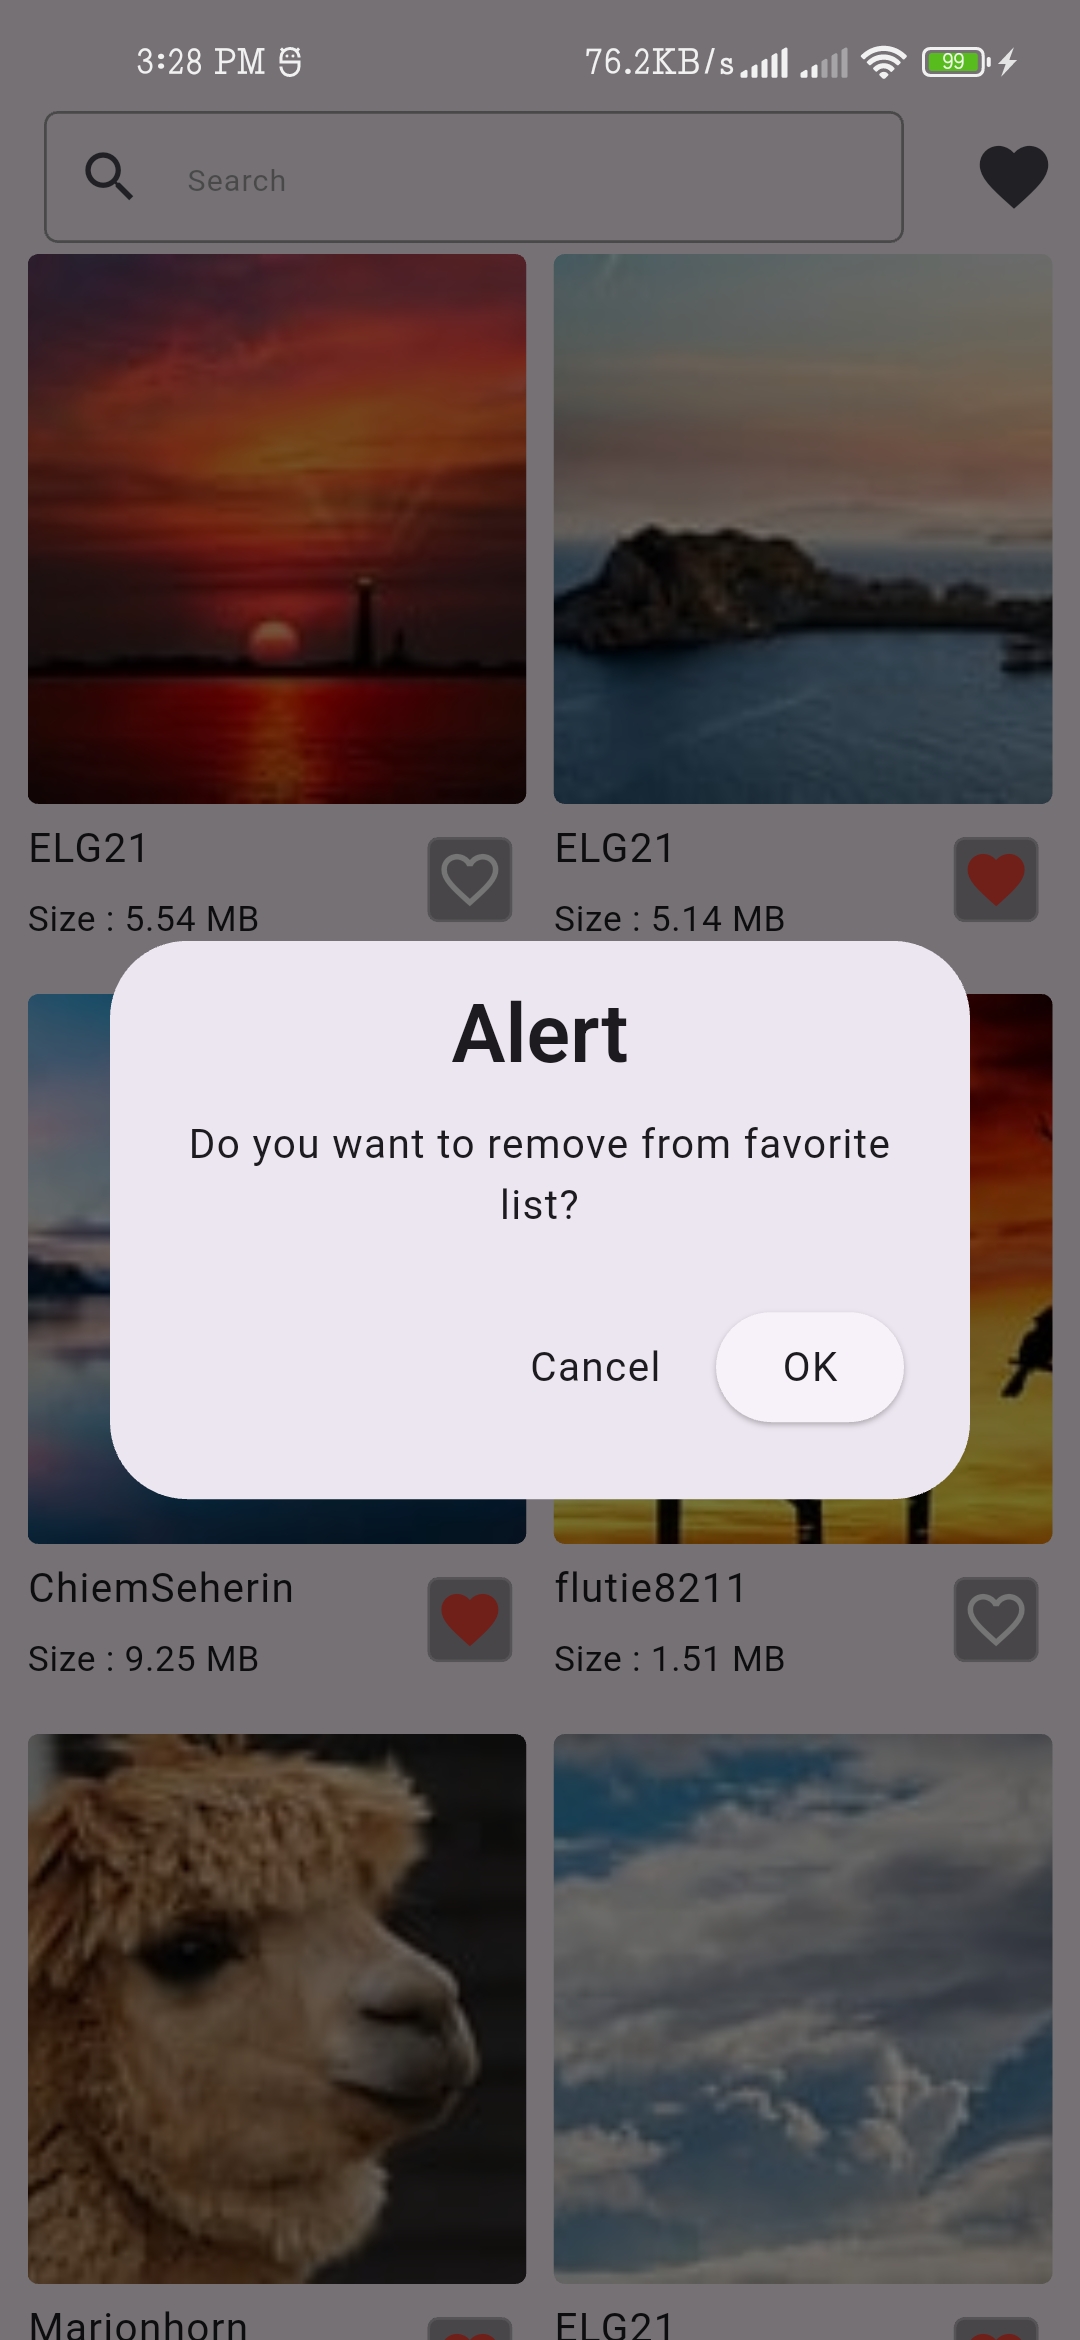 3:28 PM 76.2KB/s 99
Search
ELG21 ELG21
Size : 5.54 MB Size : 5.14 MB
Alert
Do you want to remove from favorite
list?
Cancel OK
ChiemSeherin flutie8211
Size : 9.25 MB Size : 1.51 MB
Marionhorn ELG21